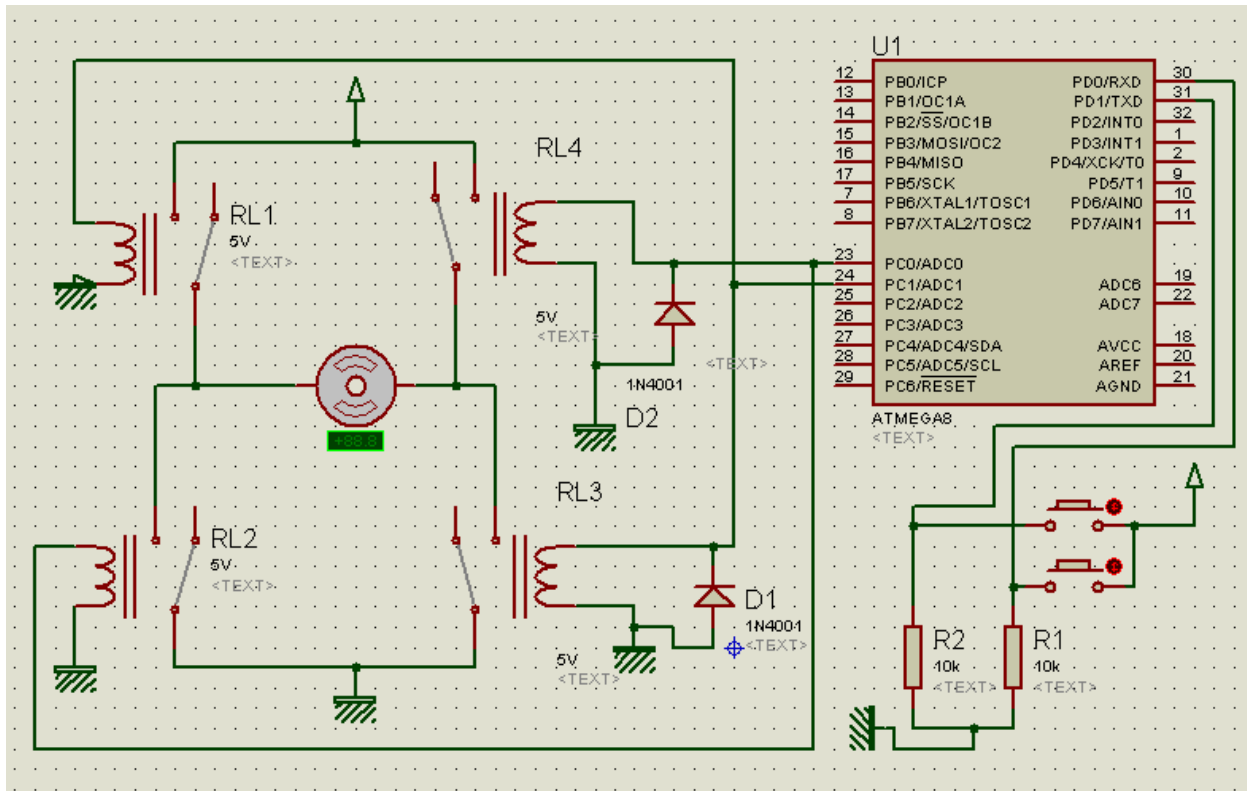 U1
12 PB0/ICP PD0/RXD 30
13 PB1/OC1A PD1/TXD 31
14 PB2/SS/OC1B PD2/INT0 32
15 PB3/MOSI/OC2 PD3/INT1 1
16 PB4/MISO PD4/XCK/T0 2
17 PB5/SCK PD5/T1 9
7 PB6/XTAL1/TOSC1 PD6/AIN0 10
8 PB7/XTAL2/TOSC2 PD7/AIN1 11
23 PC0/ADC0
24 PC1/ADC1 ADC6 19
25 PC2/ADC2 ADC7 22
26 PC3/ADC3
27 PC4/ADC4/SDA AVCC 18
28 PC5/ADC5/SCL AREF 20
29 PC6/RESET AGND 21
ATMEGA8
<TEXT>
RL4
5V
<TEXT>
RL1
5V
<TEXT>
<TEXT>
1N4001
D2
+88.8
RL3
5V
<TEXT>
RL2
5V
<TEXT>
D1
1N4001
<TEXT>
R2
10k
<TEXT>
R1
10k
<TEXT>